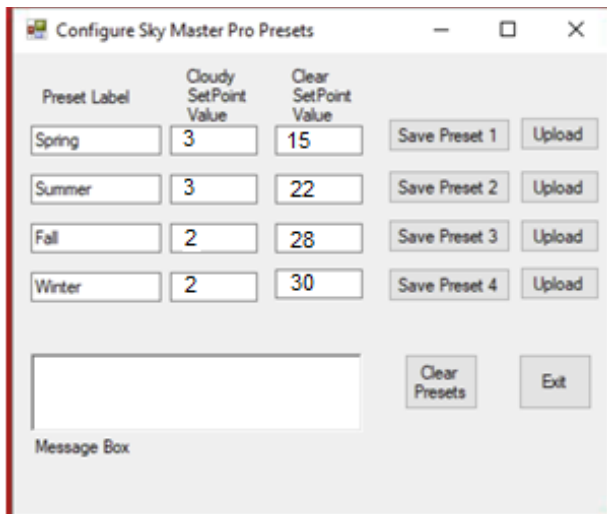 Configure Sky Master Pro Presets
Preset Label
Cloudy
SetPoint
Value
Clear
SetPoint
Value
Spring 3 15 Save Preset 1 Upload
Summer 3 22 Save Preset 2 Upload
Fall 2 28 Save Preset 3 Upload
Winter 2 30 Save Preset 4 Upload
Clear
Presets
Exit
Message Box